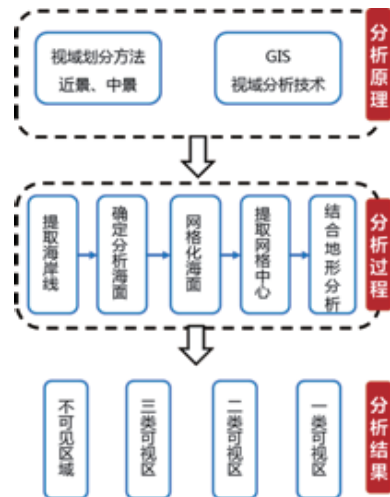 视域划分方法
近景、中景
GIS
视域分析技术
分析原理
提取海岸线
确定分析海面
网格化海面
提取网格中心
结合地形分析
分析过程
不可见区域
三类可视区
二类可视区
一类可视区
分析结果